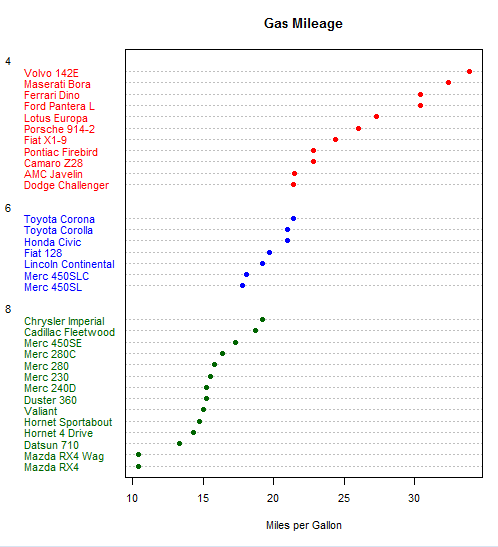 Gas Mileage
4
Volvo 142E
Maserati Bora
Ferrari Dino
Ford Pantera L
Lotus Europa
Porsche 914-2
Fiat X1-9
Pontiac Firebird
Camaro Z28
AMC Javelin
Dodge Challenger
6
Toyota Corona
Toyota Corolla
Honda Civic
Fiat 128
Lincoln Continental
Merc 450SLC
Merc 450SL
8
Chrysler Imperial
Cadillac Fleetwood
Merc 450SE
Merc 280C
Merc 280
Merc 230
Merc 240D
Duster 360
Valiant
Hornet Sportabout
Hornet 4 Drive
Datsun 710
Mazda RX4 Wag
Mazda RX4
10 15 20 25 30
Miles per Gallon